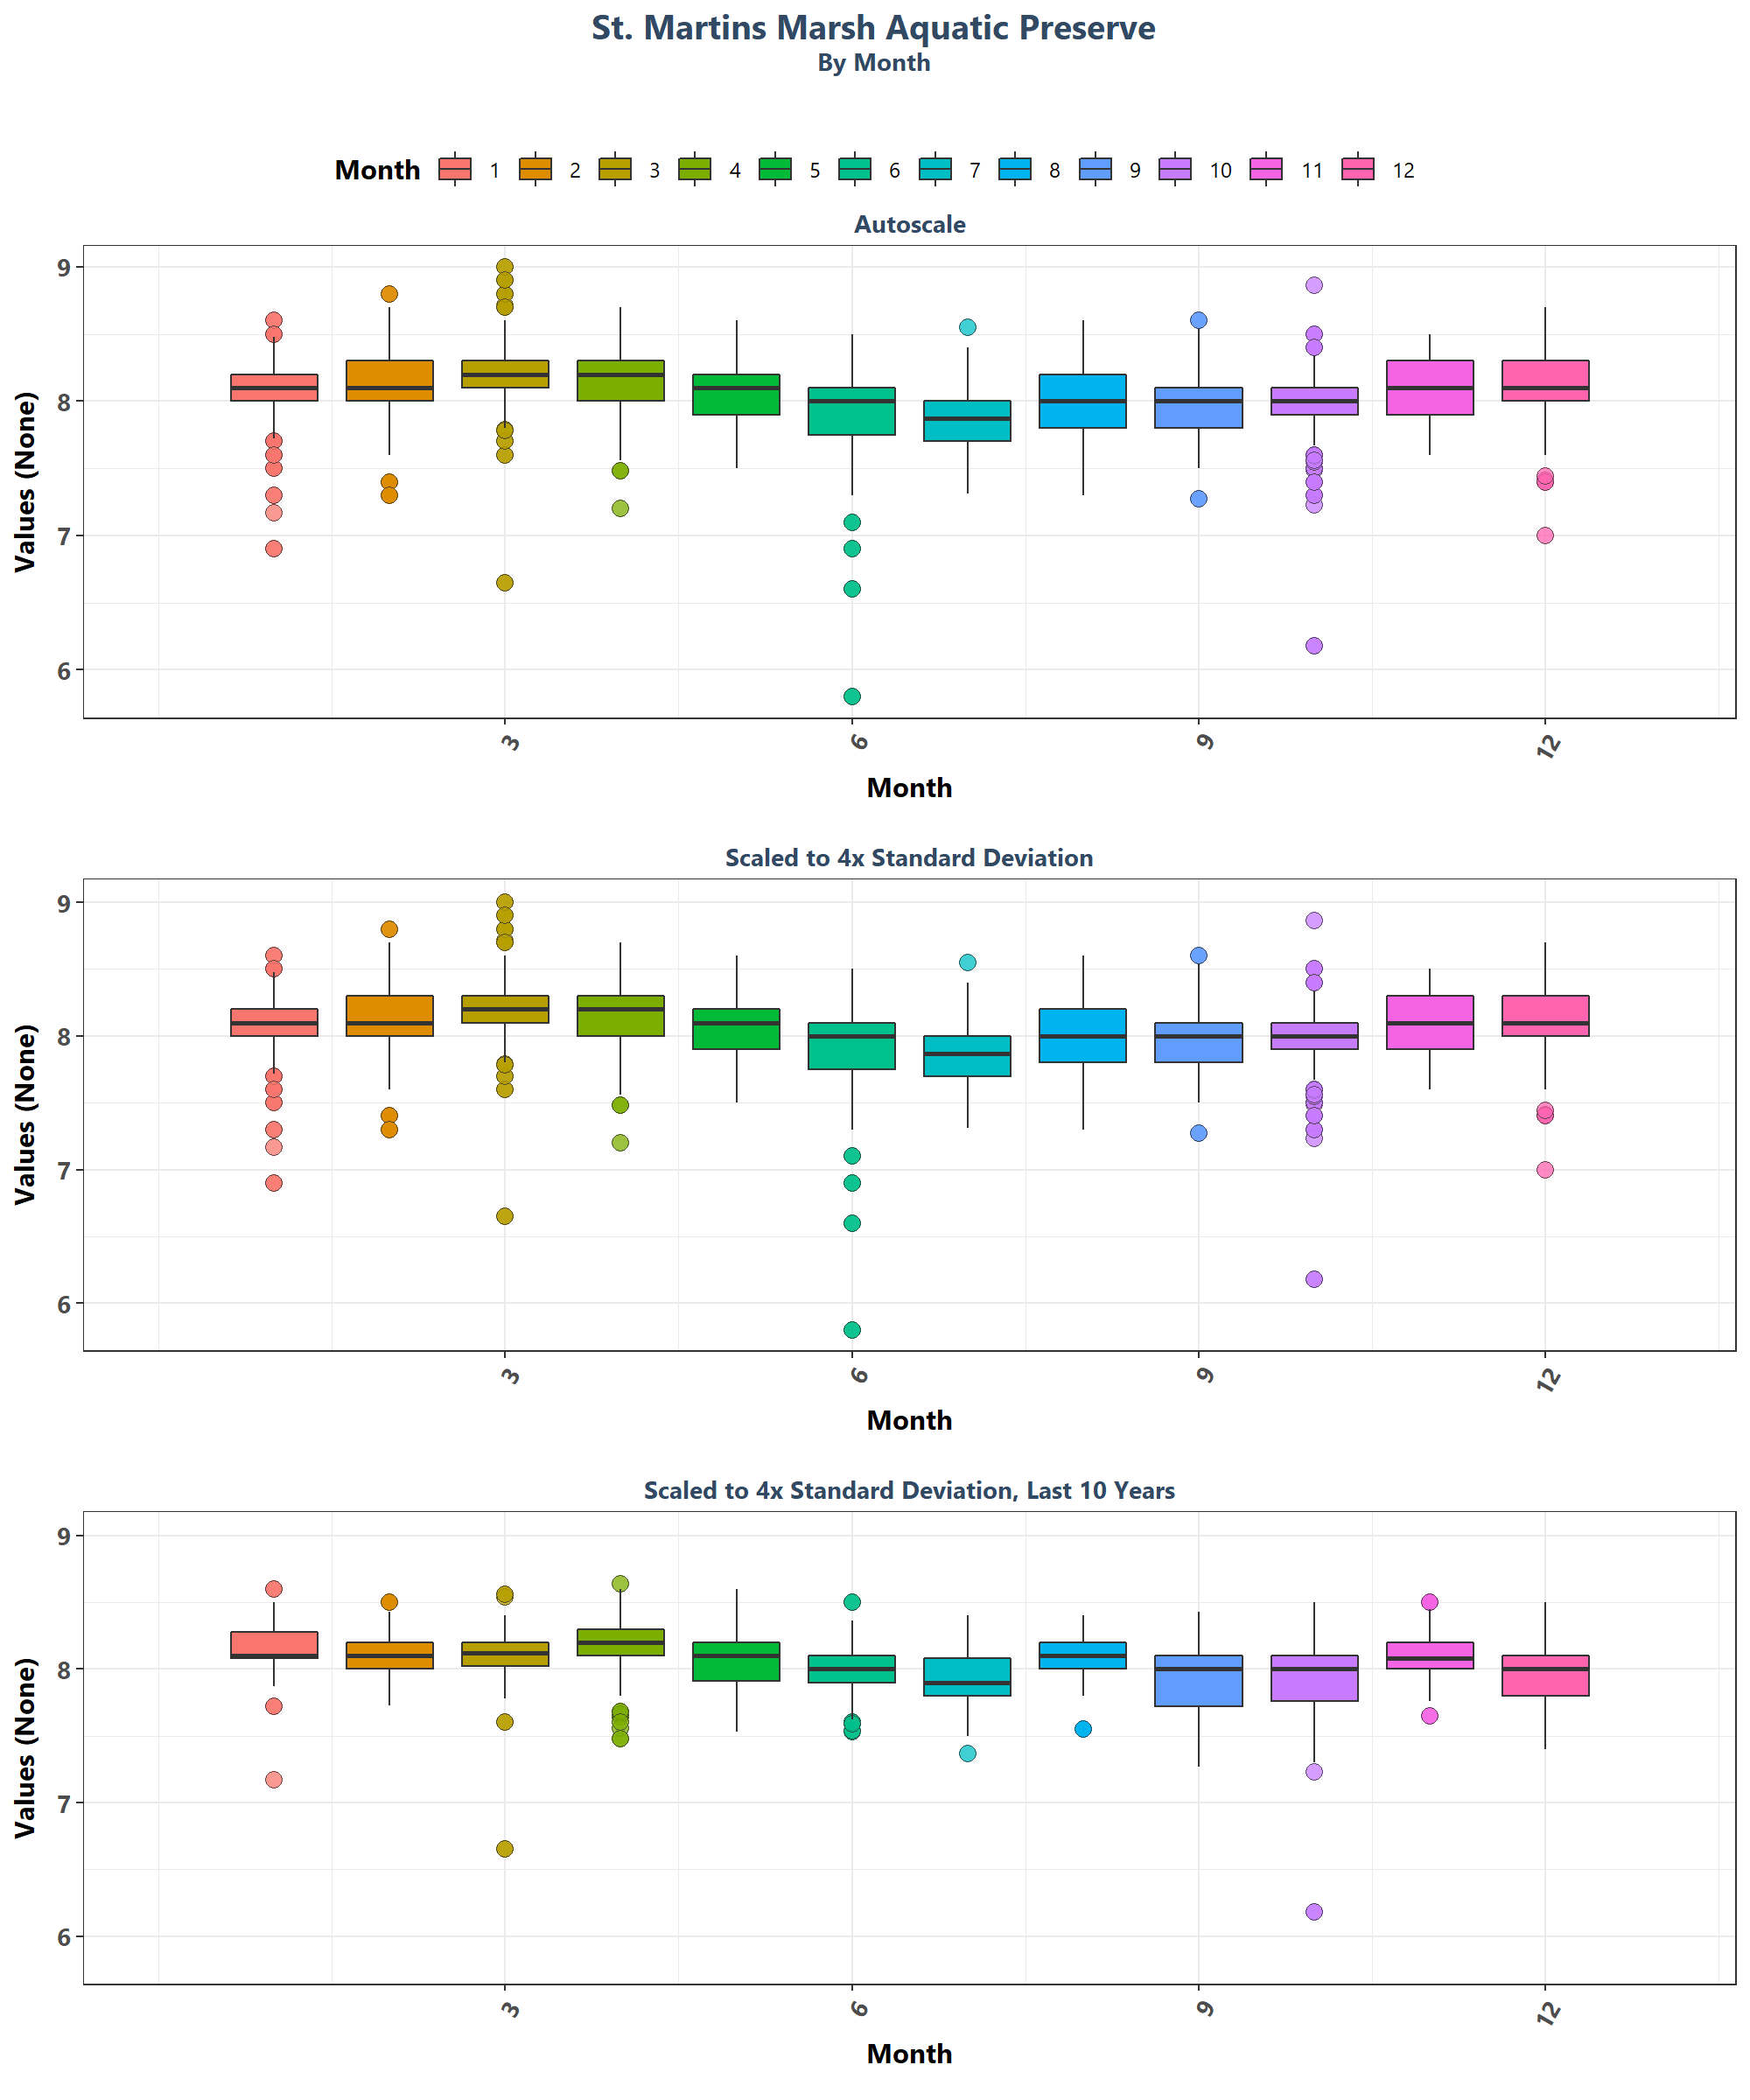 St. Martins Marsh Aquatic Preserve
By Month
Month 1 2 3 4 5 6 7 8 9 10 11 12
Autoscale
Values (None)
9
8
7
6
3 6 9 12
Month
Scaled to 4x Standard Deviation
Values (None)
9
8
7
6
3 6 9 12
Month
Scaled to 4x Standard Deviation, Last 10 Years
Values (None)
9
8
7
6
3 6 9 12
Month